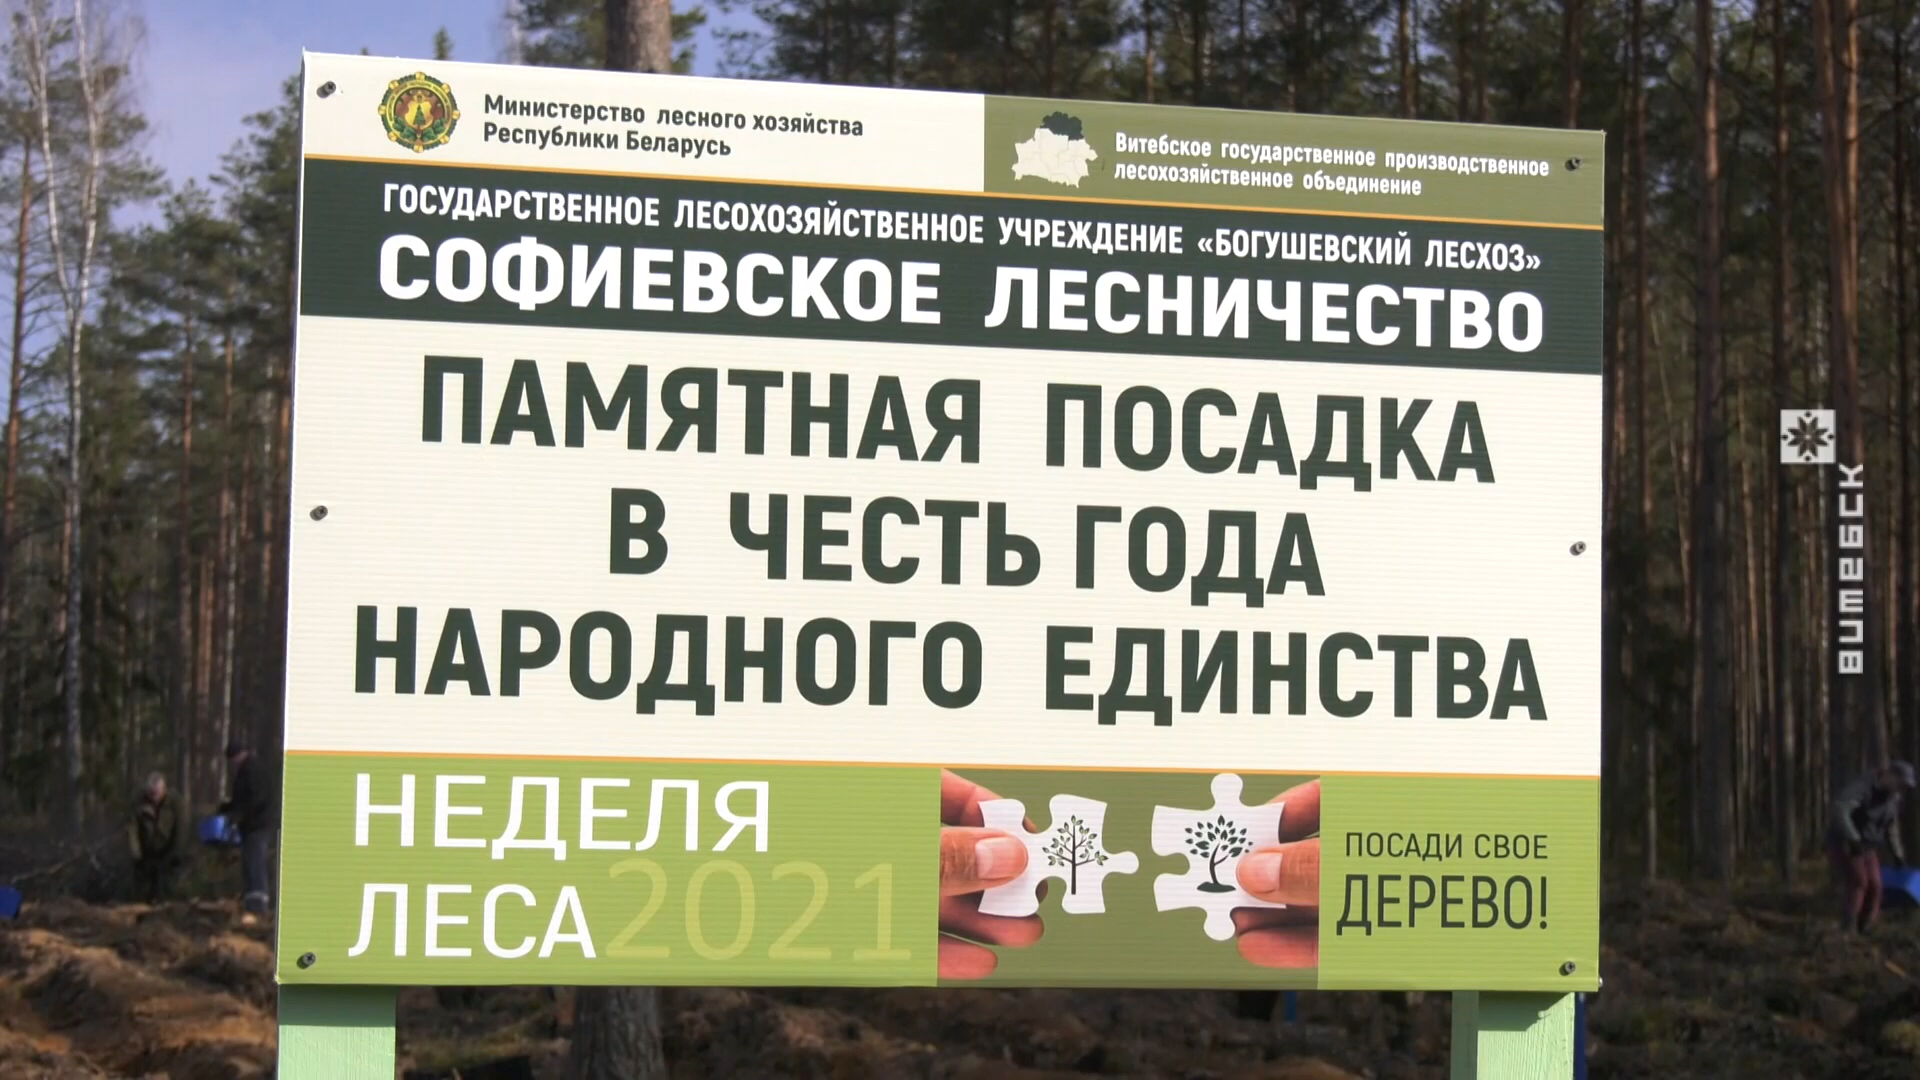 Министерство лесного хозяйства
Республики Беларусь
Витебское государственное производственное
лесохозяйственное объединение
ГОСУДАРСТВЕННОЕ ЛЕСОХОЗЯЙСТВЕННОЕ УЧРЕЖДЕНИЕ «БОГУШЕВСКИЙ ЛЕСХОЗ»
СОФИЕВСКОЕ ЛЕСНИЧЕСТВО
ПАМЯТНАЯ ПОСАДКА
В ЧЕСТЬ ГОДА
НАРОДНОГО ЕДИНСТВА
НЕДЕЛЯ
ЛЕСА 2021
ПОСАДИ СВОЕ
ДЕРЕВО!
ВИТЕБСК